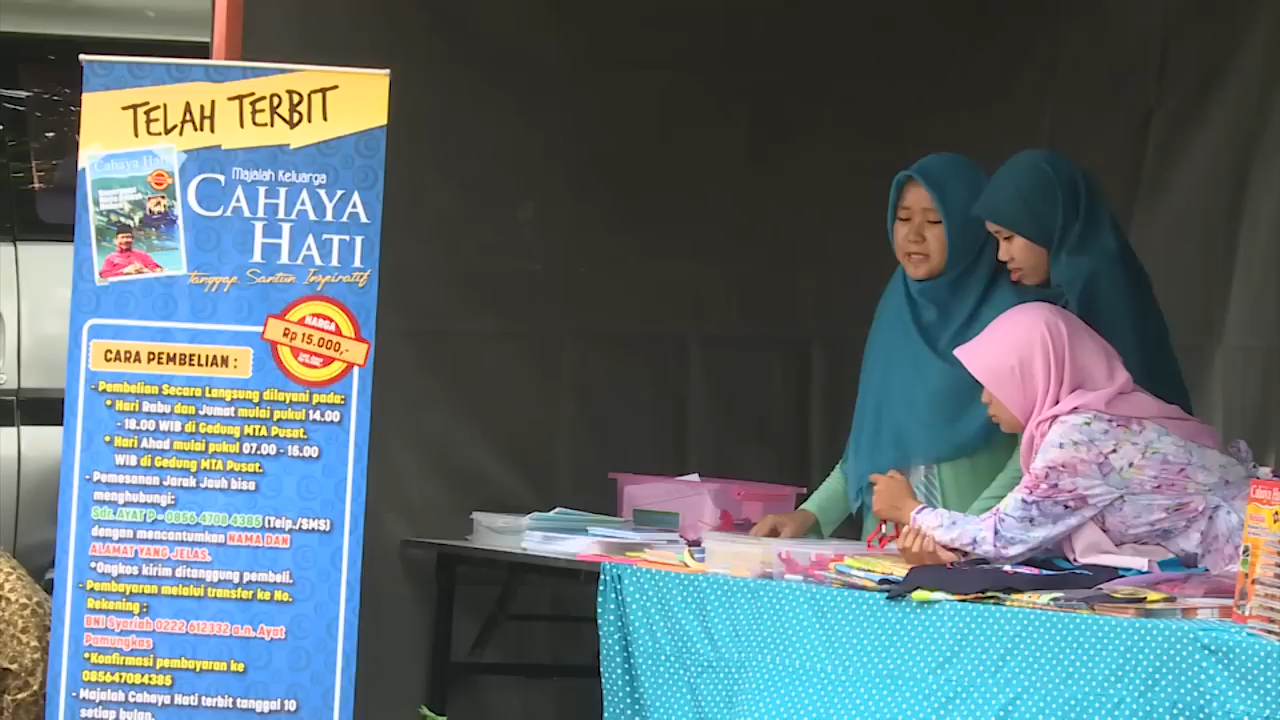 TELAH TERBIT
Cahaya Hati
Majalah Keluarga
CAHAYA
HATI
Tanggap Santun Inspiratif
HARGA
Rp 15.000,-
CARA PEMBELIAN :
- Pembelian Secara Langsung dilayani pada:
* Hari Rabu dan Jumat mulai pukul 14.00
- 18.00 WIB di Gedung MTA Pusat.
* Hari Ahad mulai pukul 07.00 - 15.00
WIB di Gedung MTA Pusat.
- Pemesanan Jarak Jauh bisa
menghubungi:
Sdr. AYAT P - 0856 4708 4385 (Telp./SMS)
dengan mencantumkan NAMA DAN
ALAMAT YANG JELAS.
*Ongkos kirim ditanggung pembeli.
- Pembayaran melalui transfer ke No.
Rekening :
BNI Syariah 0222 612332 a.n. Ayat
Pamungkas
*Konfirmasi pembayaran ke
085647084385
- Majalah Cahaya Hati terbit tanggal 10
setiap bulan.